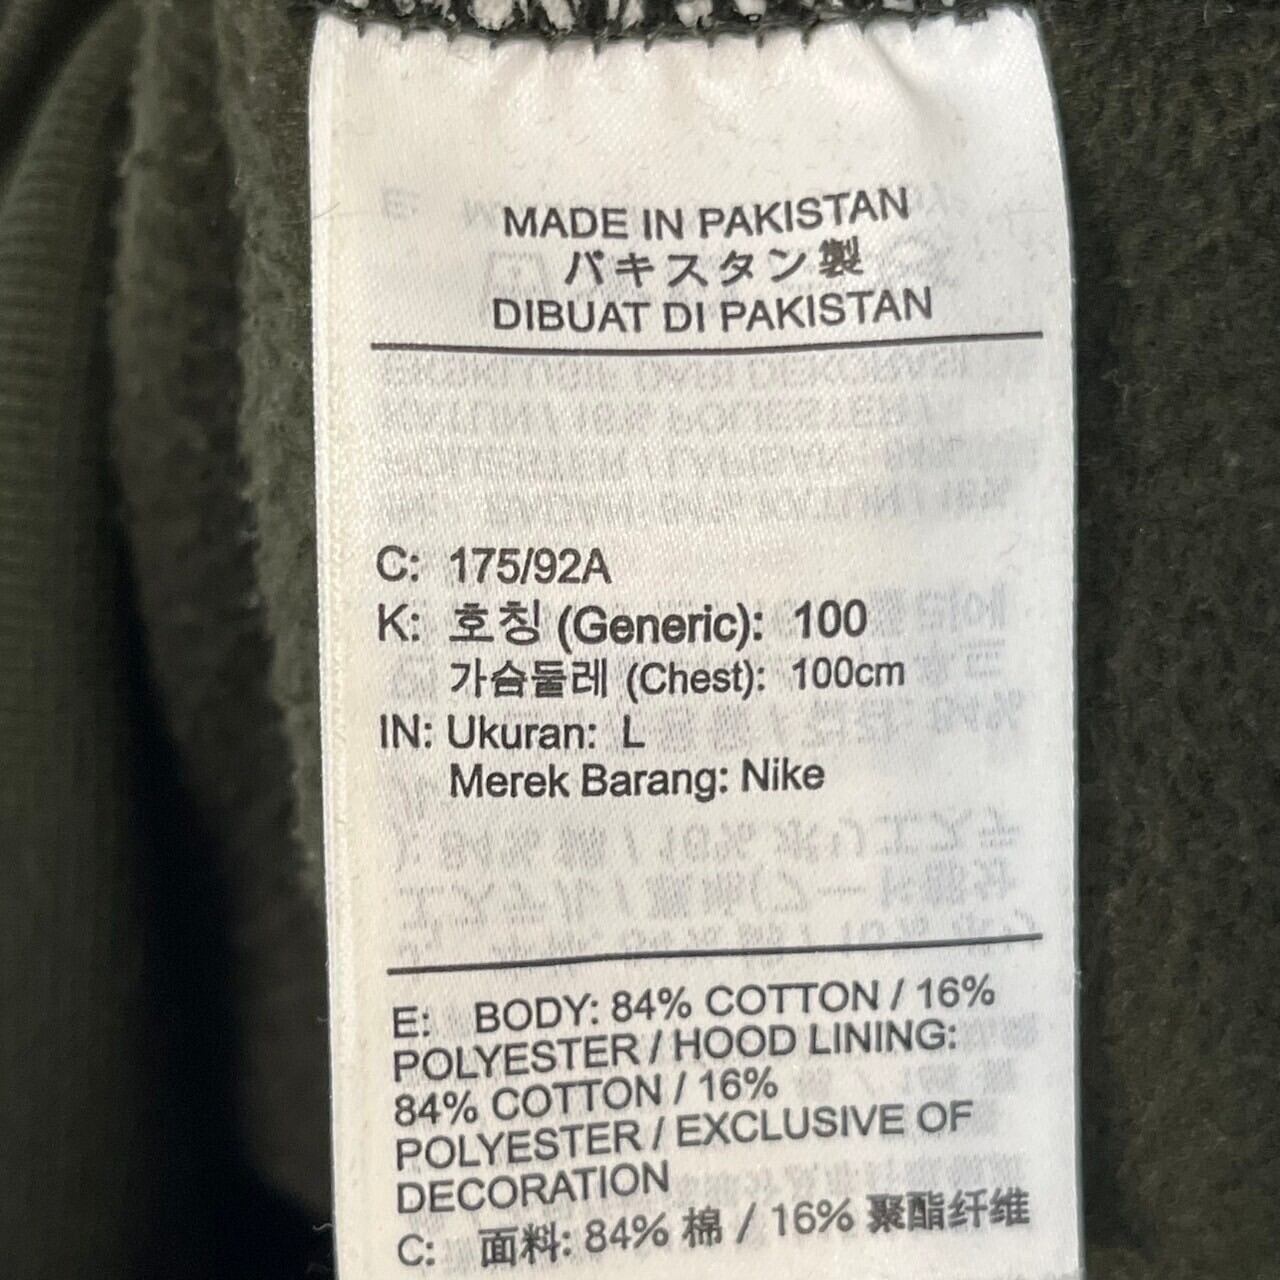 MADE IN PAKISTAN
パキスタン製
DIBUAT DI PAKISTAN
C: 175/92A
K: 호칭 (Generic): 100
가슴둘레 (Chest): 100cm
IN: Ukuran: L
Merek Barang: Nike
E: BODY: 84% COTTON / 16%
POLYESTER / HOOD LINING:
84% COTTON / 16%
POLYESTER / EXCLUSIVE OF
DECORATION
C: 面料: 84% 棉 / 16% 聚酯纤维